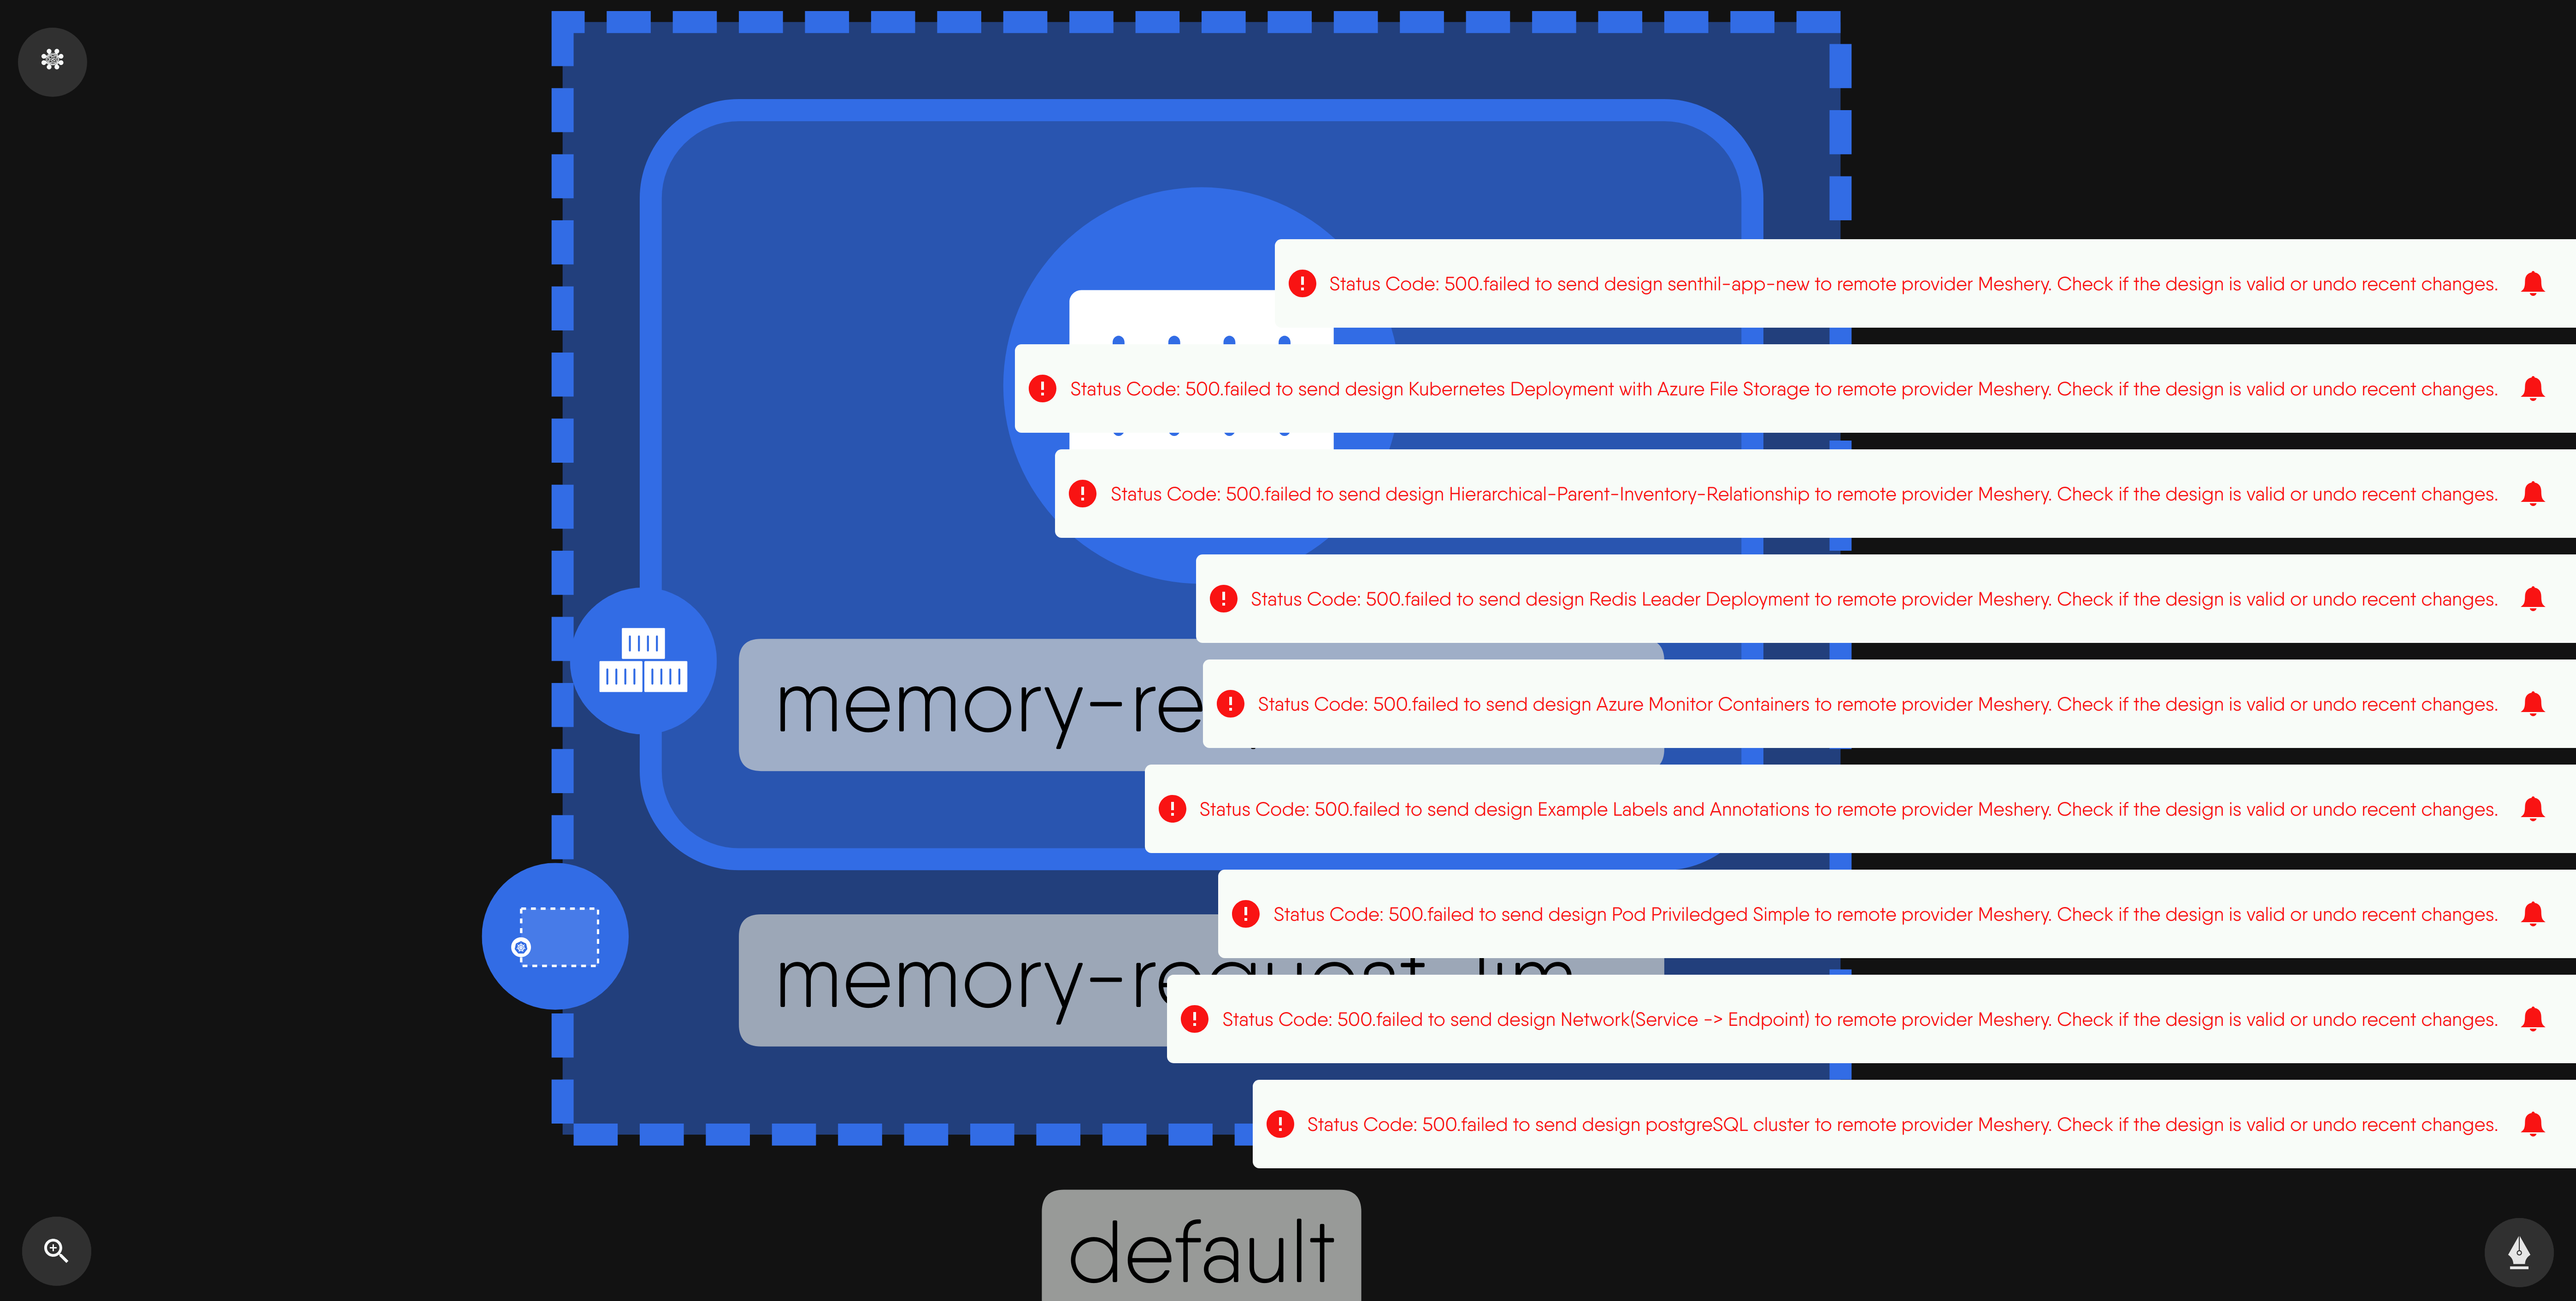 Status Code: 500.failed to send design senthil-app-new to remote provider Meshery. Check if the design is valid or undo recent changes.
Status Code: 500.failed to send design Kubernetes Deployment with Azure File Storage to remote provider Meshery. Check if the design is valid or undo recent changes.
Status Code: 500.failed to send design Hierarchical-Parent-Inventory-Relationship to remote provider Meshery. Check if the design is valid or undo recent changes.
Status Code: 500.failed to send design Redis Leader Deployment to remote provider Meshery. Check if the design is valid or undo recent changes.
memory-re
Status Code: 500.failed to send design Azure Monitor Containers to remote provider Meshery. Check if the design is valid or undo recent changes.
Status Code: 500.failed to send design Example Labels and Annotations to remote provider Meshery. Check if the design is valid or undo recent changes.
Status Code: 500.failed to send design Pod Priviledged Simple to remote provider Meshery. Check if the design is valid or undo recent changes.
memory-request-lim
Status Code: 500.failed to send design Network(Service -> Endpoint) to remote provider Meshery. Check if the design is valid or undo recent changes.
Status Code: 500.failed to send design postgreSQL cluster to remote provider Meshery. Check if the design is valid or undo recent changes.
default